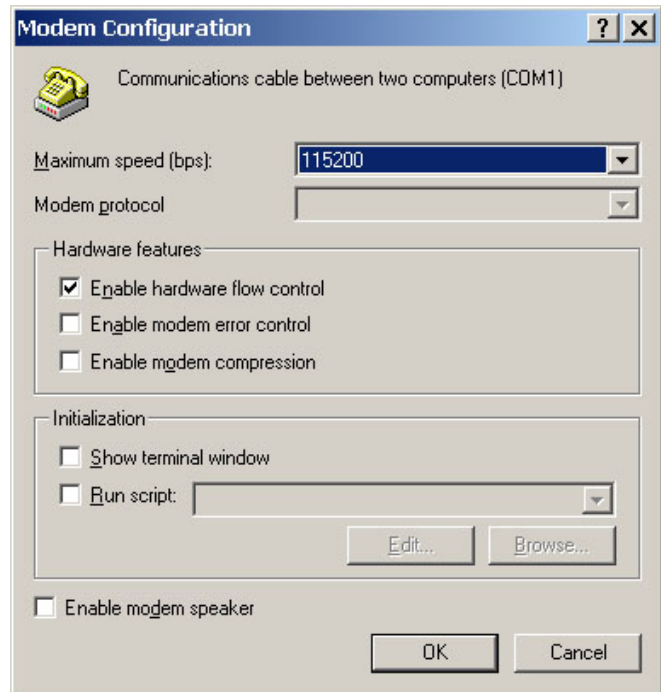 Modem Configuration
Communications cable between two computers (COM1)
Maximum speed (bps): 115200
Modem protocol
Hardware features
Enable hardware flow control
Enable modem error control
Enable modem compression
Initialization
Show terminal window
Run script:
Edit... Browse...
Enable modem speaker
OK Cancel